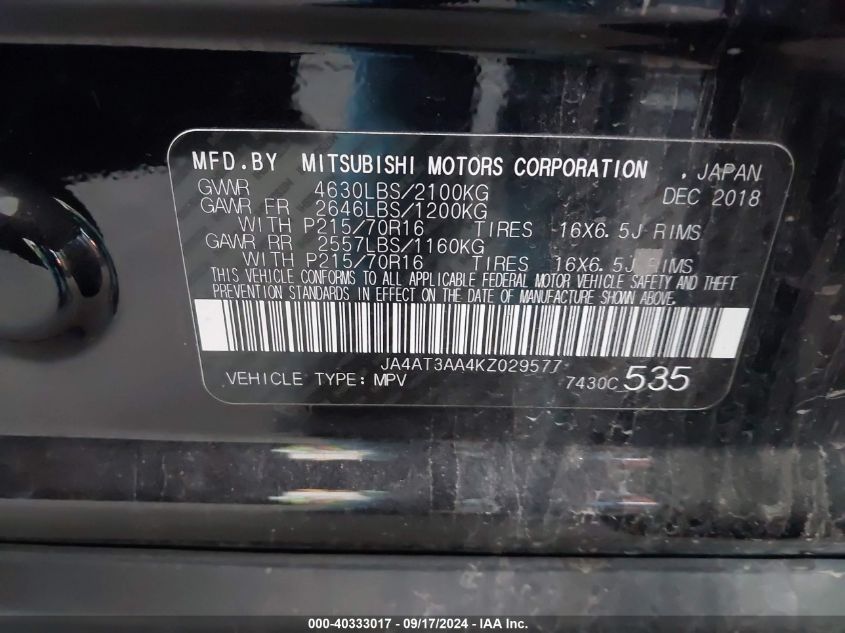 MFD.BY MITSUBISHI MOTORS CORPORATION .JAPAN
GVWR 4630LBS/2100KG DEC 2018
GAWR FR 2646LBS/1200KG
WITH P215/70R16 TIRES 16X6.5J RIMS
GAWR RR 2557LBS/1160KG
WITH P215/70R16 TIRES 16X6.5J RIMS
THIS VEHICLE CONFORMS TO ALL APPLICABLE FEDERAL MOTOR VEHICLE SAFETY AND THEFT
PREVENTION STANDARDS IN EFFECT ON THE DATE OF MANUFACTURE SHOWN ABOVE.
JA4AT3AA4KZ029577
VEHICLE TYPE: MPV 7430C 535
000-40333017 - 09/17/2024 - IAA Inc.